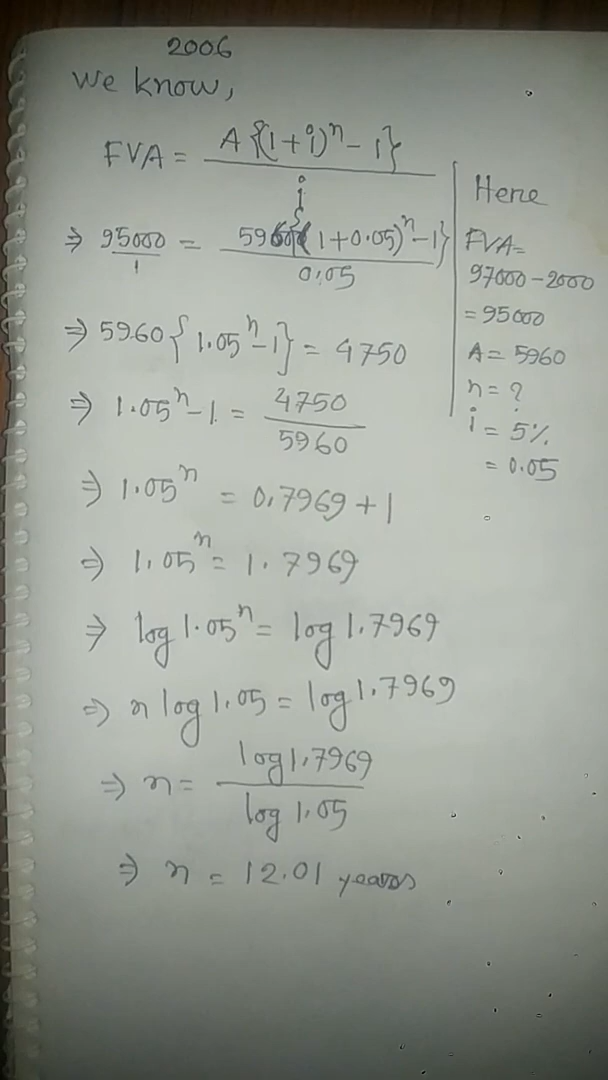 2006
We know,
FVA = A{(1+i)^n - 1} / i
⇒ 95000/1 = 5960{(1+0.05)^n - 1} / 0.05
⇒ 5960 {1.05^n - 1} = 4750
⇒ 1.05^n - 1 = 4750 / 5960
⇒ 1.05^n = 0.7969 + 1
⇒ 1.05^n = 1.7969
⇒ log 1.05^n = log 1.7969
⇒ n log 1.05 = log 1.7969
⇒ n = log 1.7969 / log 1.05
⇒ n = 12.01 years
Here
FVA=
97000-2000
= 95000
A = 5960
n = ?
i = 5%
= 0.05